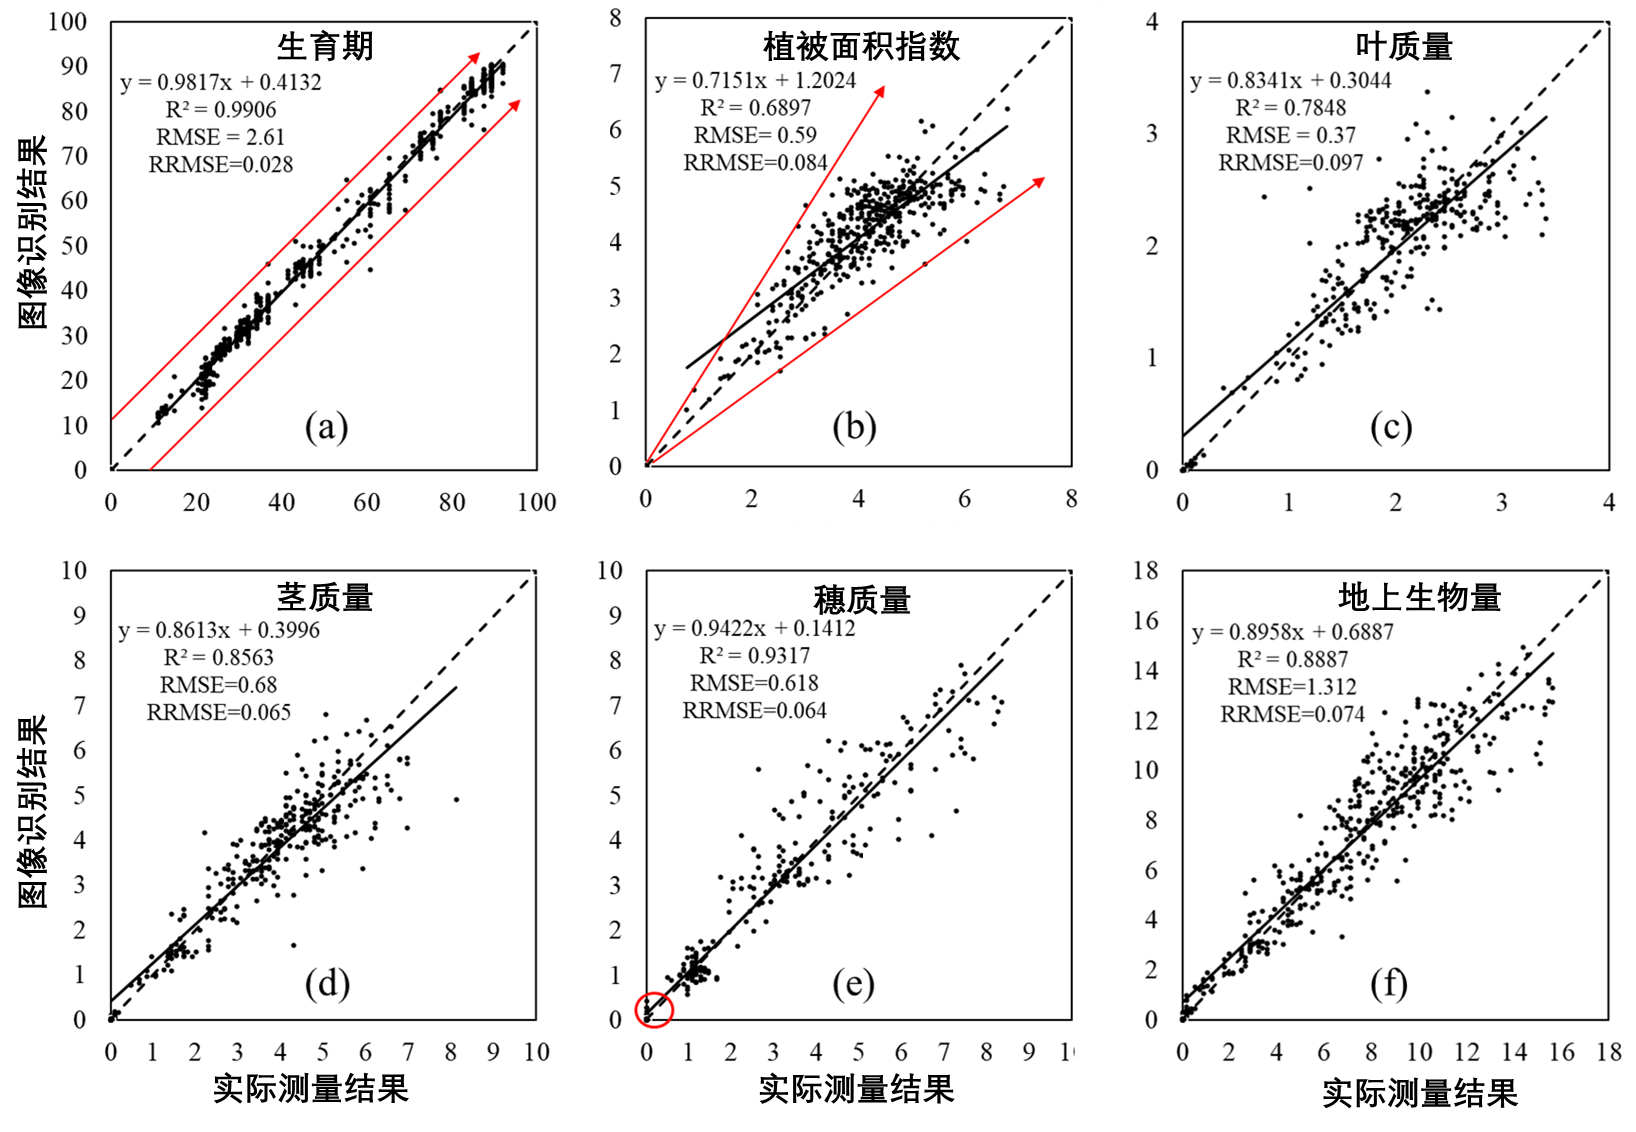 图像识别结果
生育期
y = 0.9817x + 0.4132
R² = 0.9906
RMSE = 2.61
RRMSE=0.028
(a)
100
90
80
70
60
50
40
30
20
10
0
0 20 40 60 80 100
植被面积指数
y = 0.7151x + 1.2024
R² = 0.6897
RMSE= 0.59
RRMSE=0.084
(b)
8
7
6
5
4
3
2
1
0
0 2 4 6 8
叶质量
y = 0.8341x + 0.3044
R² = 0.7848
RMSE = 0.37
RRMSE=0.097
(c)
4
3
2
1
0
0 1 2 3 4
图像识别结果
茎质量
y = 0.8613x + 0.3996
R² = 0.8563
RMSE=0.68
RRMSE=0.065
(d)
10
9
8
7
6
5
4
3
2
1
0
0 1 2 3 4 5 6 7 8 9 10
实际测量结果
穗质量
y = 0.9422x + 0.1412
R² = 0.9317
RMSE=0.618
RRMSE=0.064
(e)
10
9
8
7
6
5
4
3
2
1
0
0 1 2 3 4 5 6 7 8 9 1
实际测量结果
地上生物量
y = 0.8958x + 0.6887
R² = 0.8887
RMSE=1.312
RRMSE=0.074
(f)
18
16
14
12
10
8
6
4
2
0
0 2 4 6 8 10 12 14 16 18
实际测量结果